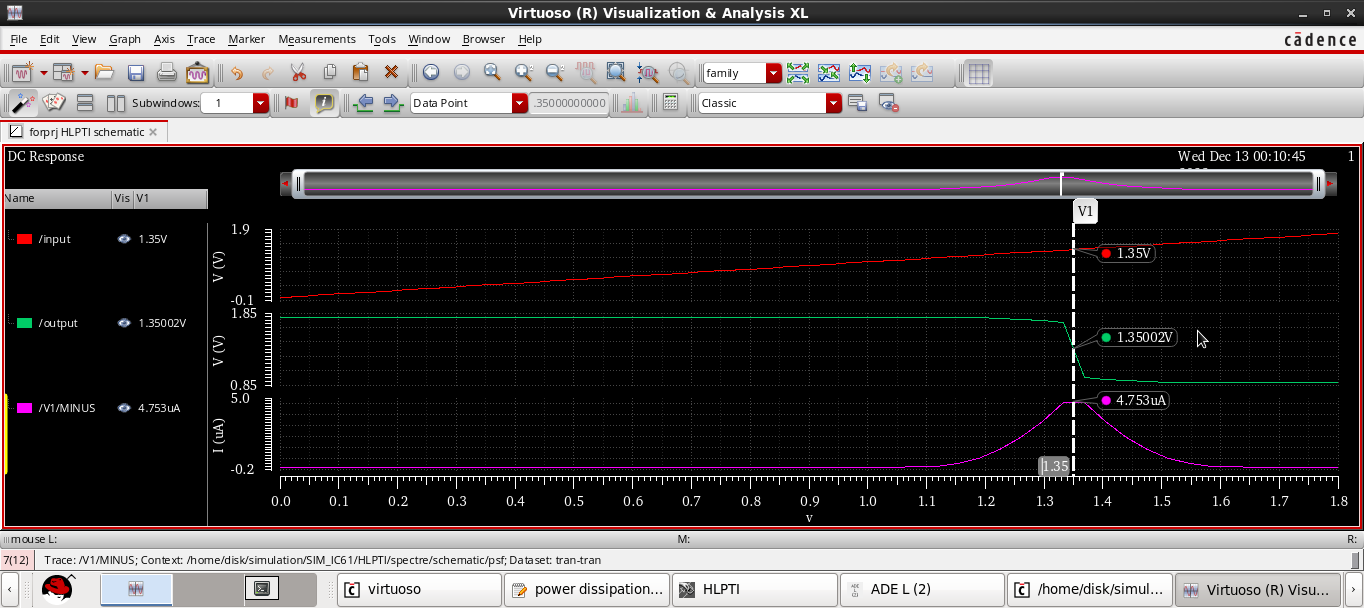 Virtuoso (R) Visualization & Analysis XL
File Edit View Graph Axis Trace Marker Measurements Tools Window Browser Help
cādence
family
Subwindows: 1
Data Point
.35000000000
Classic
forprj HLPTI schematic
DC Response
Wed Dec 13 00:10:45
1
Name Vis V1
V1
/input 1.35V
/output 1.35002V
/V1/MINUS 4.753uA
1.9
V (V)
-0.1
1.35V
1.85
V (V)
0.85
1.35002V
5.0
I (uA)
-0.2
4.753uA
1.35
0.0 0.1 0.2 0.3 0.4 0.5 0.6 0.7 0.8 0.9 1.0 1.1 1.2 1.3 1.4 1.5 1.6 1.7 1.8
v
mouse L: M: R:
7(12) Trace: /V1/MINUS; Context: /home/disk/simulation/SIM_IC61/HLPTI/spectre/schematic/psf; Dataset: tran-tran
virtuoso
power dissipation...
HLPTI
ADE L (2)
/home/disk/simul...
Virtuoso (R) Visu...